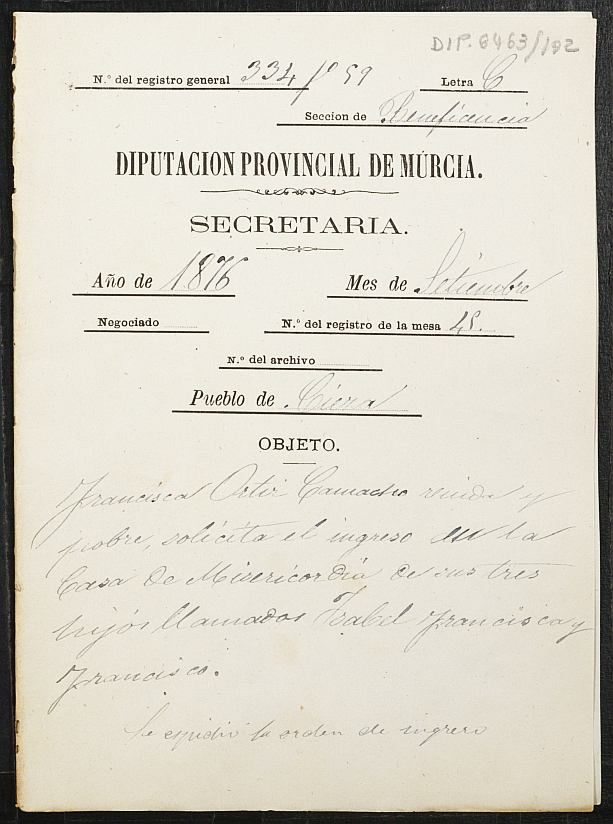 DIP. 6463/192
N.º del registro general 334 fº 59 Letra C
Seccion de Beneficencia
DIPUTACION PROVINCIAL DE MURCIA.
SECRETARIA.
Año de 1876 Mes de Setiembre
Negociado N.º del registro de la mesa 45.
N.º del archivo
Pueblo de Cieza
OBJETO.
Francisca Ortiz Camacho viuda y
pobre, solicita el ingreso en la
Casa de Misericordia de sus tres
hijos llamados Isabel Francisca y
Francisco.
Se espidió la orden de ingreso